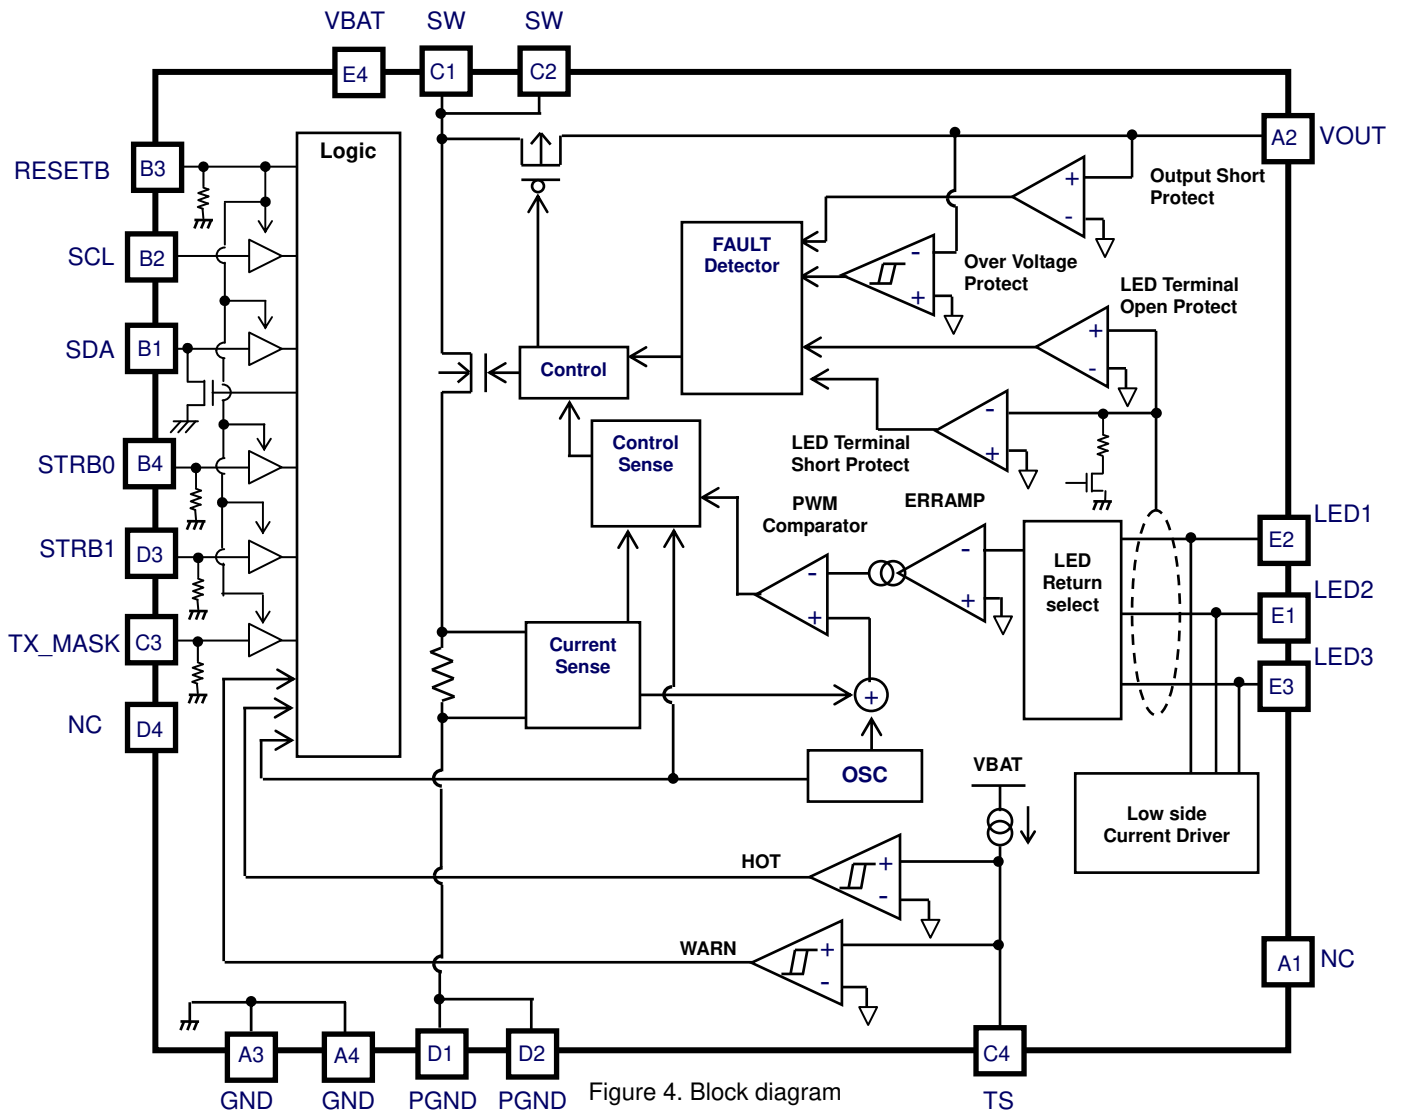 VBAT SW SW
E4 C1 C2
RESETB B3
Logic
A2 VOUT
+
-
Output Short
Protect
SCL B2
FAULT
Detector
-
+
Over Voltage
Protect
LED Terminal
Open Protect
+
-
SDA B1
Control
-
+
LED Terminal
Short Protect
STRB0 B4
Control
Sense
PWM
Comparator
ERRAMP
LED1
E2
STRB1 D3
-
+
-
+
LED
Return
select
LED2
E1
TX_MASK C3
Current
Sense
LED3
E3
+
NC D4
OSC
VBAT
Low side
Current Driver
HOT
+
-
WARN
+
-
A1 NC
A3 A4 D1 D2 C4
GND GND PGND PGND TS
Figure 4. Block diagram